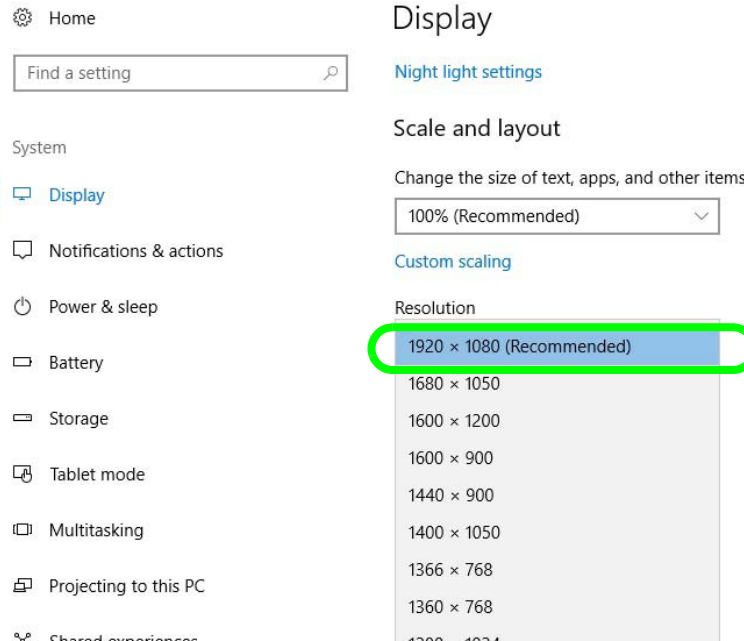 Home
Find a setting
System
Display
Notifications & actions
Power & sleep
Battery
Storage
Tablet mode
Multitasking
Projecting to this PC
Shared experiences
Display
Night light settings
Scale and layout
Change the size of text, apps, and other items
100% (Recommended)
Custom scaling
Resolution
1920 × 1080 (Recommended)
1680 × 1050
1600 × 1200
1600 × 900
1440 × 900
1400 × 1050
1366 × 768
1360 × 768